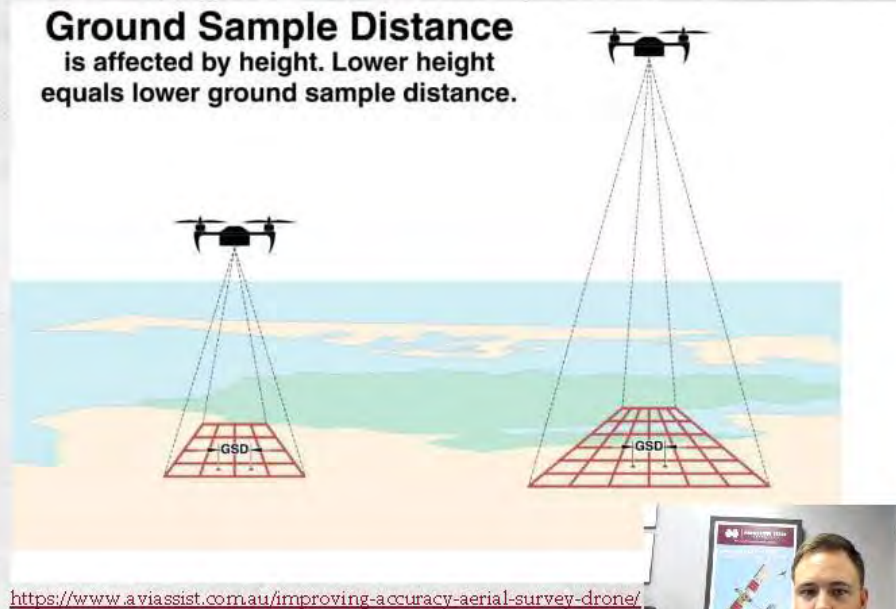 Ground Sample Distance
is affected by height. Lower height
equals lower ground sample distance.
GSD
GSD
https://www.aviassist.com.au/improving-accuracy-aerial-survey-drone/